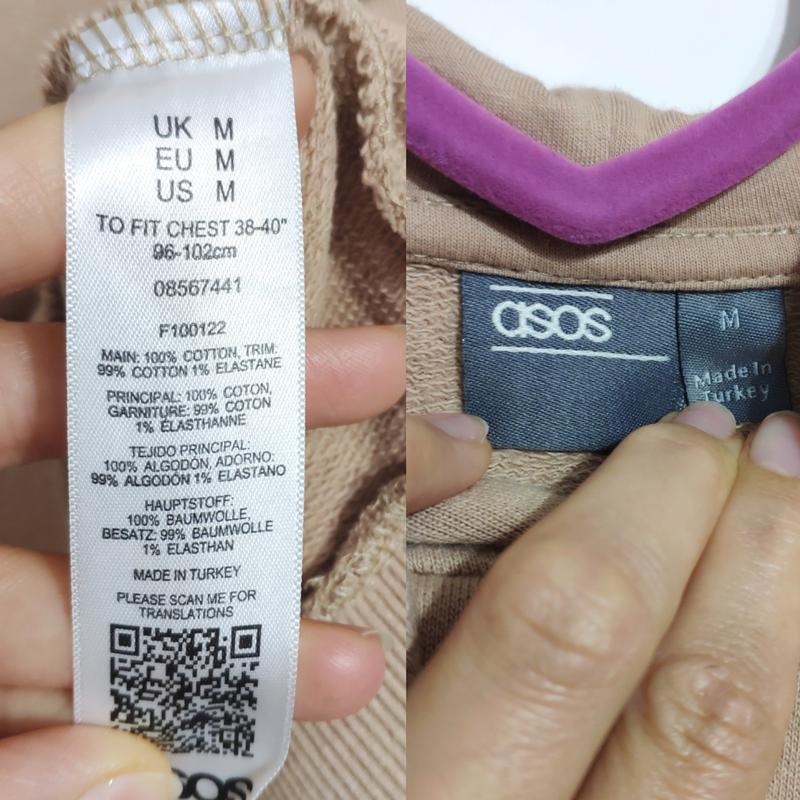 UK M
EU M
US M
TO FIT CHEST 38-40"
96-102cm
08567441
F100122
MAIN: 100% COTTON, TRIM:
99% COTTON 1% ELASTANE
PRINCIPAL: 100% COTON,
GARNITURE: 99% COTON
1% ÉLASTHANNE
TEJIDO PRINCIPAL:
100% ALGODÓN, ADORNO:
99% ALGODÓN 1% ELASTANO
HAUPTSTOFF:
100% BAUMWOLLE,
BESATZ: 99% BAUMWOLLE
1% ELASTHAN
MADE IN TURKEY
PLEASE SCAN ME FOR
TRANSLATIONS
asos
asos
M
Made In
Turkey